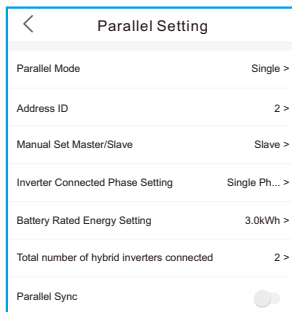 Parallel Setting
Parallel Mode Single >
Address ID 2 >
Manual Set Master/Slave Slave >
Inverter Connected Phase Setting Single Ph... >
Battery Rated Energy Setting 3.0kWh >
Total number of hybrid inverters connected 2 >
Parallel Sync